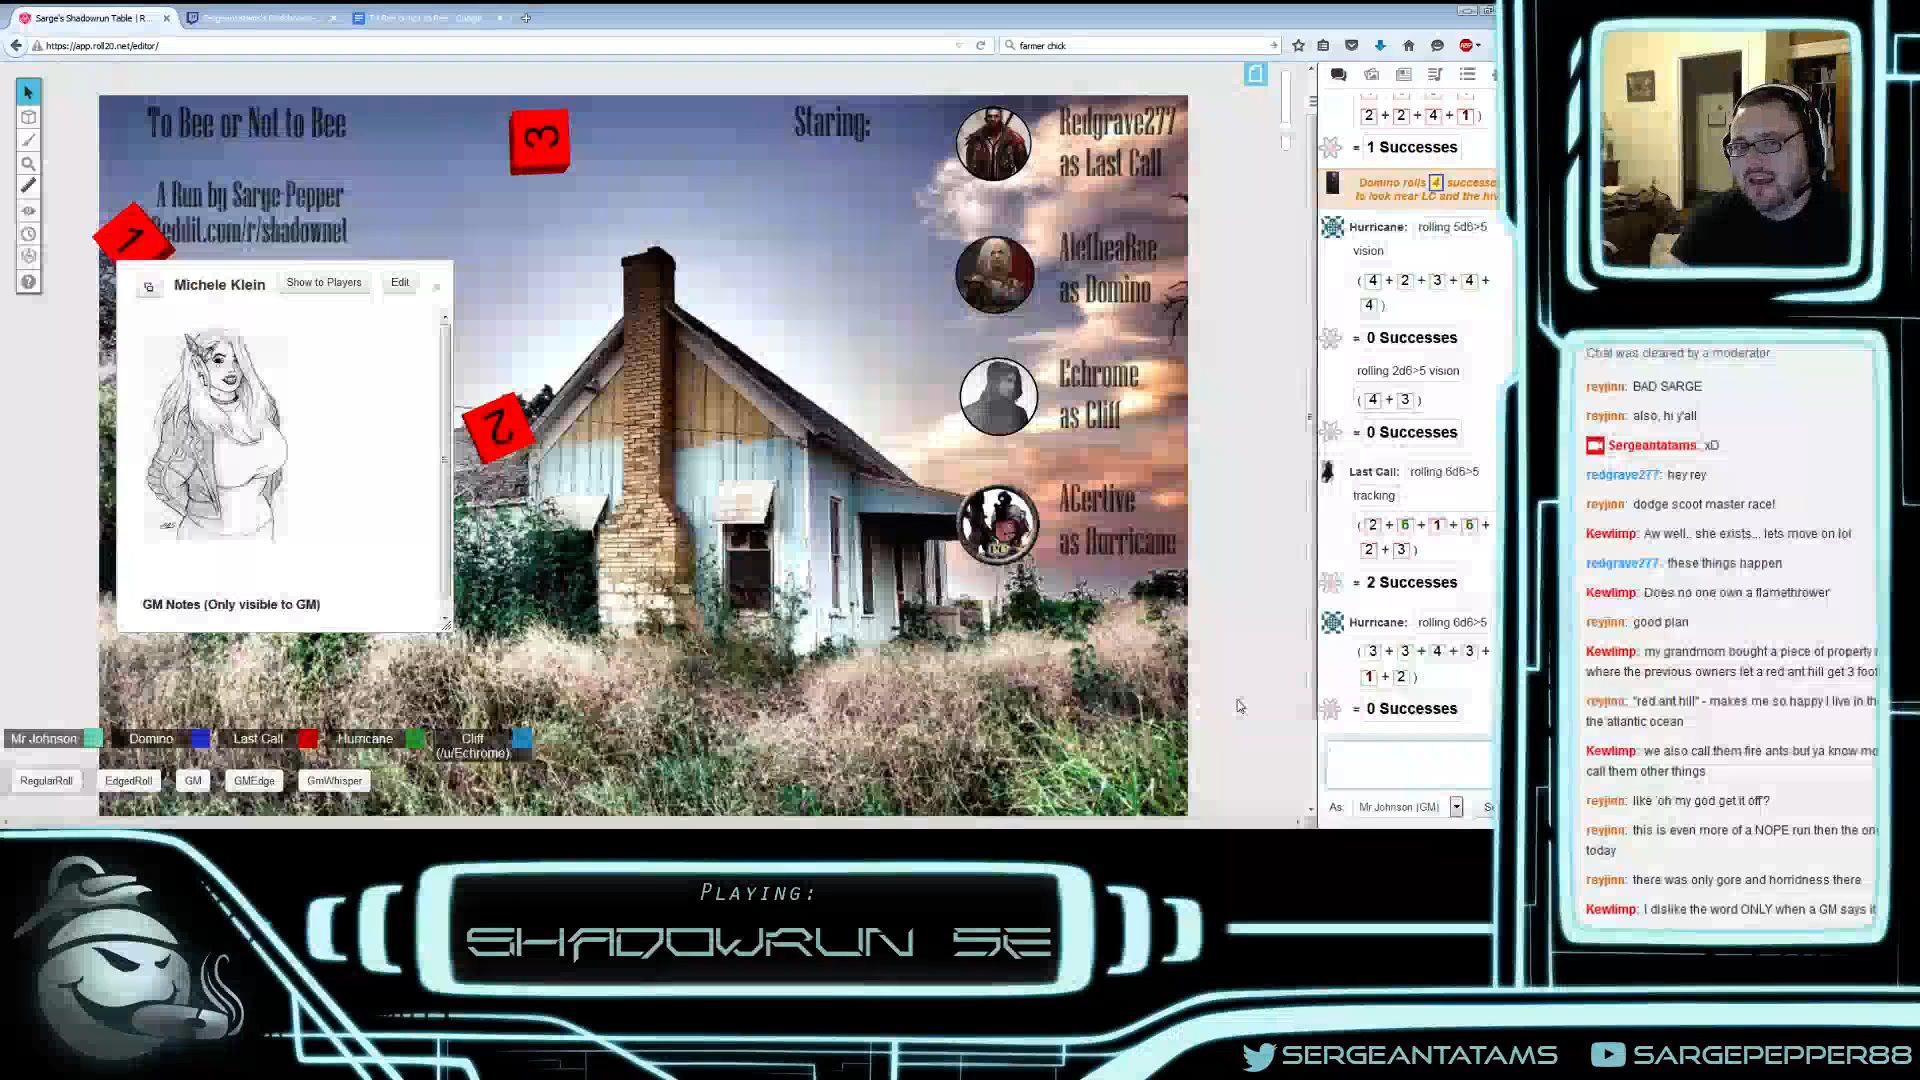 Sarge's Shadowrun Table | R...
To Bee or not to Bee - Google
https://app.roll20.net/editor/
farmer chick
To Bee or Not to Bee
A Run by Sarge Pepper
Reddit.com/r/shadownet
Staring:
Redgrave277
as Last Call
AletheaRae
as Domino
Echrome
as Cliff
ACertive
as Hurricane
3
1
2
Michele Klein
Show to Players
Edit
GM Notes (Only visible to GM)
Mr Johnson
Domino
Last Call
Hurricane
Cliff
(/u/Echrome)
RegularRoll
EdgedRoll
GM
GMEdge
GmWhisper
2 + 2 + 4 + 1 )
= 1 Successes
Domino rolls 4 successe
to look near LC and the hiv
Hurricane: rolling 5d6>5
vision
( 4 + 2 + 3 + 4 +
4 )
= 0 Successes
rolling 2d6>5 vision
( 4 + 3 )
= 0 Successes
Last Call: rolling 6d6>5
tracking
( 2 + 6 + 1 + 6 +
2 + 3 )
= 2 Successes
Hurricane: rolling 6d6>5
( 3 + 3 + 4 + 3 +
1 + 2 )
= 0 Successes
As: Mr Johnson (GM) Se
Chat was cleared by a moderator
reyjinn: BAD SARGE
reyjinn: also, hi y'all
Sergeantatams: xD
redgrave277: hey rey
reyjinn: dodge scoot master race!
Kewlimp: Aw well.. she exists... lets move on lol
redgrave277: these things happen
Kewlimp: Does no one own a flamethrower
reyjinn: good plan
Kewlimp: my grandmom bought a piece of property
where the previous owners let a red ant hill get 3 foot
reyjinn: "red ant hill" - makes me so happy I live in th
the atlantic ocean
Kewlimp: we also call them fire ants but ya know mo
call them other things
reyjinn: like 'oh my god get it off'?
reyjinn: this is even more of a NOPE run then the on
today
reyjinn: there was only gore and horridness there
Kewlimp: I dislike the word ONLY when a GM says it
PLAYING:
SHADOWRUN 5E
SERGEANTATAMS
SARGEPEPPER88